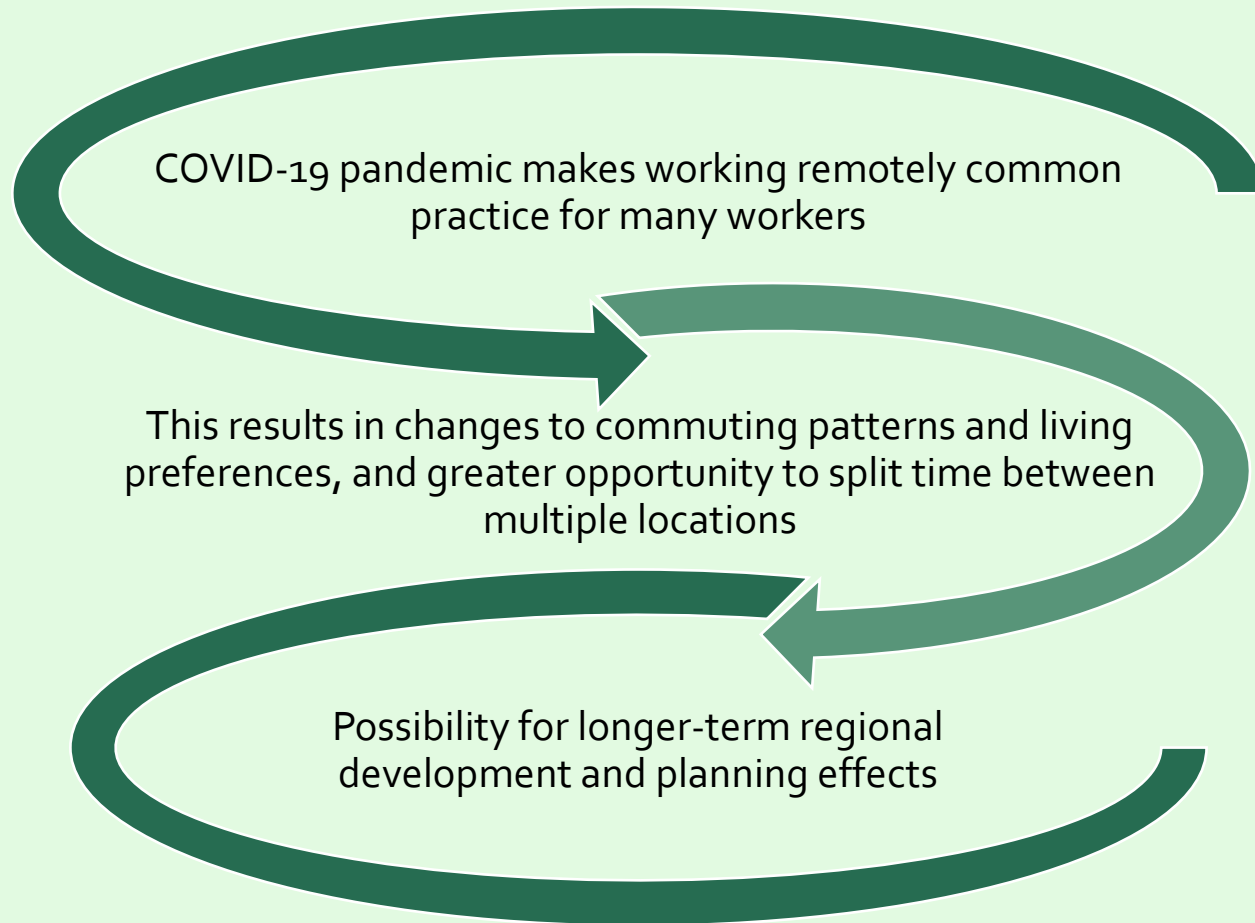 COVID-19 pandemic makes working remotely common
practice for many workers
This results in changes to commuting patterns and living
preferences, and greater opportunity to split time between
multiple locations
Possibility for longer-term regional
development and planning effects